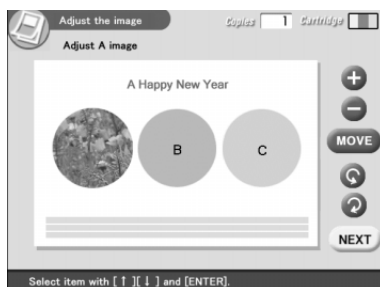 Adjust the image
Copies 1 Cartridge
Adjust A image
A Happy New Year
B
C
+
−
MOVE
NEXT
Select item with [↑][↓] and [ENTER].